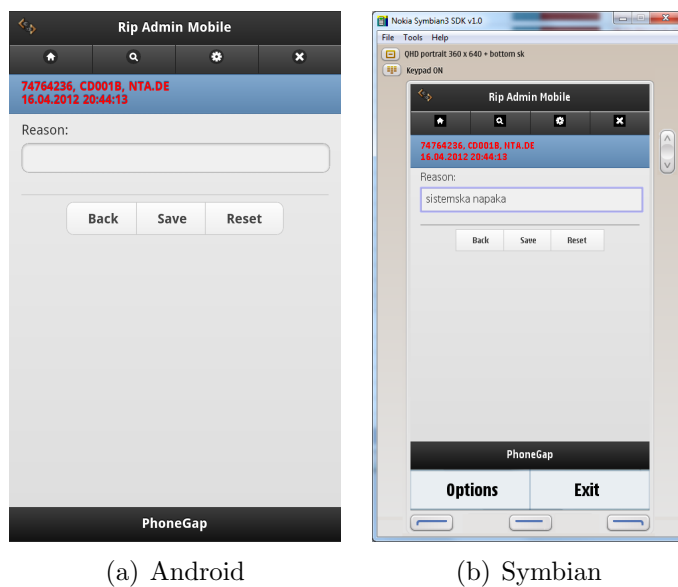 Rip Admin Mobile
74764236, CD001B, NTA.DE
16.04.2012 20:44:13
Reason:
Back Save Reset
PhoneGap
(a) Android
Nokia Symbian3 SDK v1.0
File Tools Help
QHD portrait 360 x 640 + bottom sk
Keypad ON
Rip Admin Mobile
74764236, CD001B, NTA.DE
16.04.2012 20:44:13
Reason:
sistemska napaka
Back Save Reset
PhoneGap
Options Exit
(b) Symbian